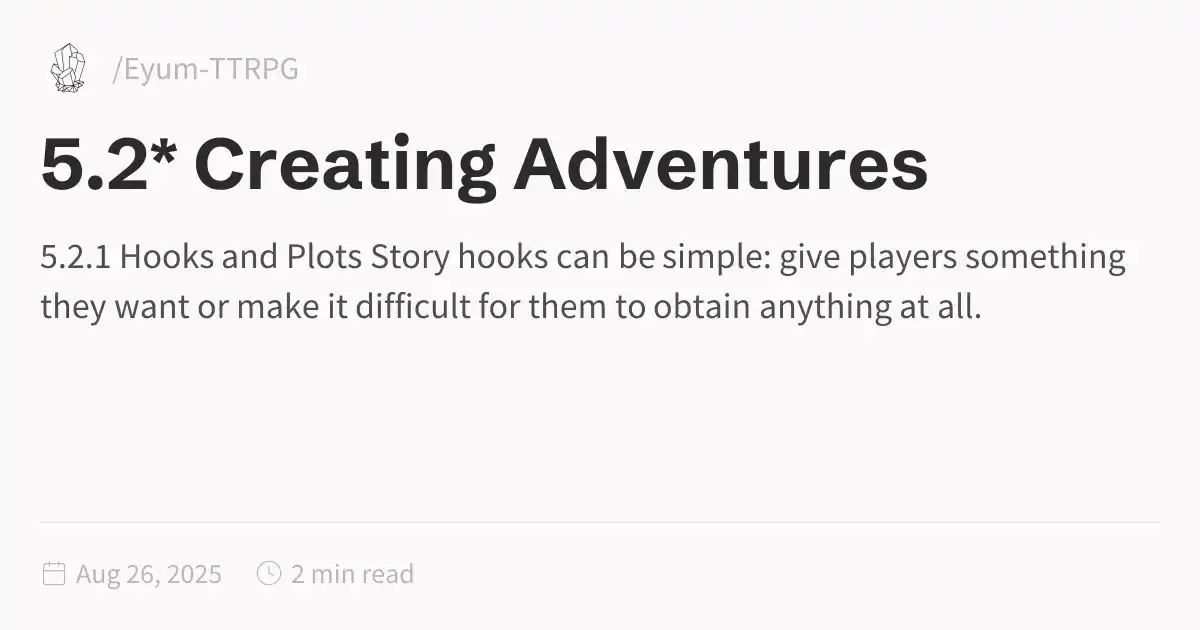 /Eyum-TTRPG
5.2* Creating Adventures
5.2.1 Hooks and Plots Story hooks can be simple: give players something
they want or make it difficult for them to obtain anything at all.
Aug 26, 2025
2 min read